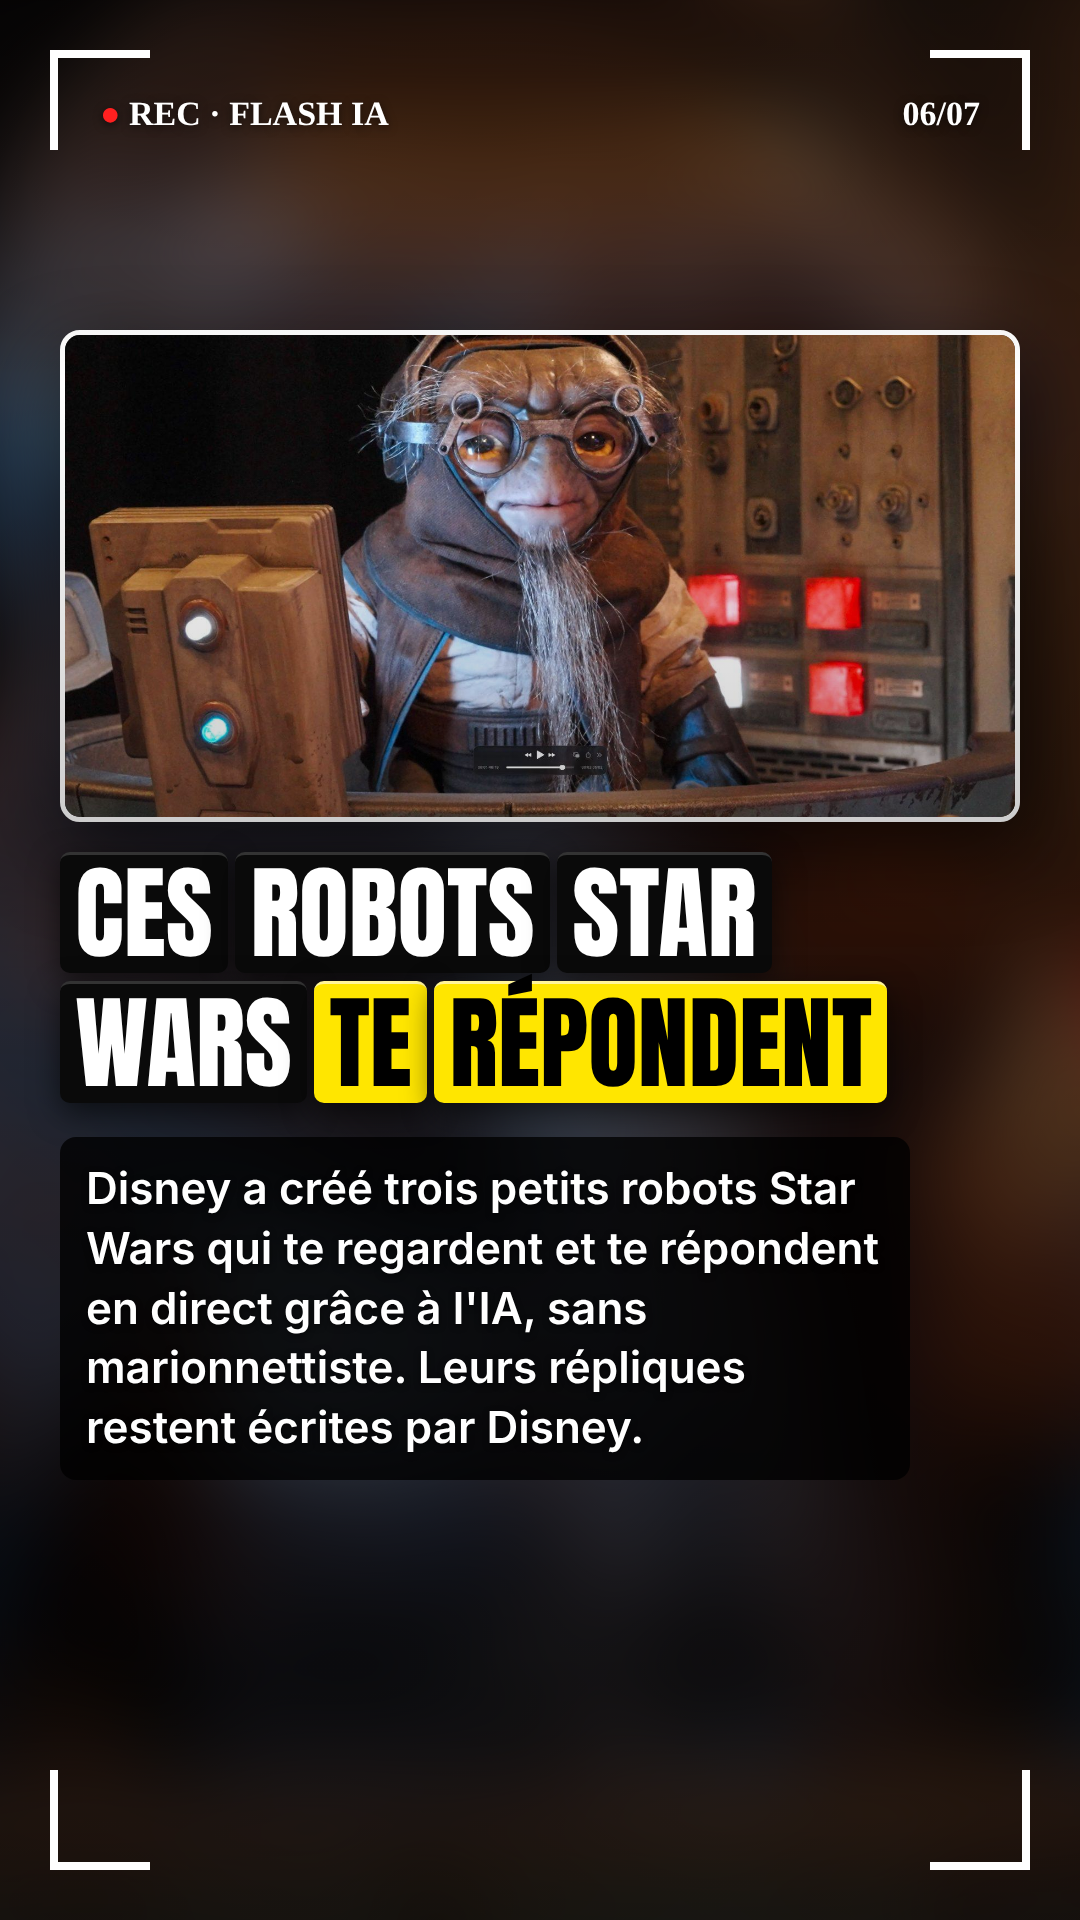 REC · FLASH IA
06/07
CES ROBOTS STAR
WARS TE RÉPONDENT
Disney a créé trois petits robots Star
Wars qui te regardent et te répondent
en direct grâce à l'IA, sans
marionnettiste. Leurs répliques
restent écrites par Disney.